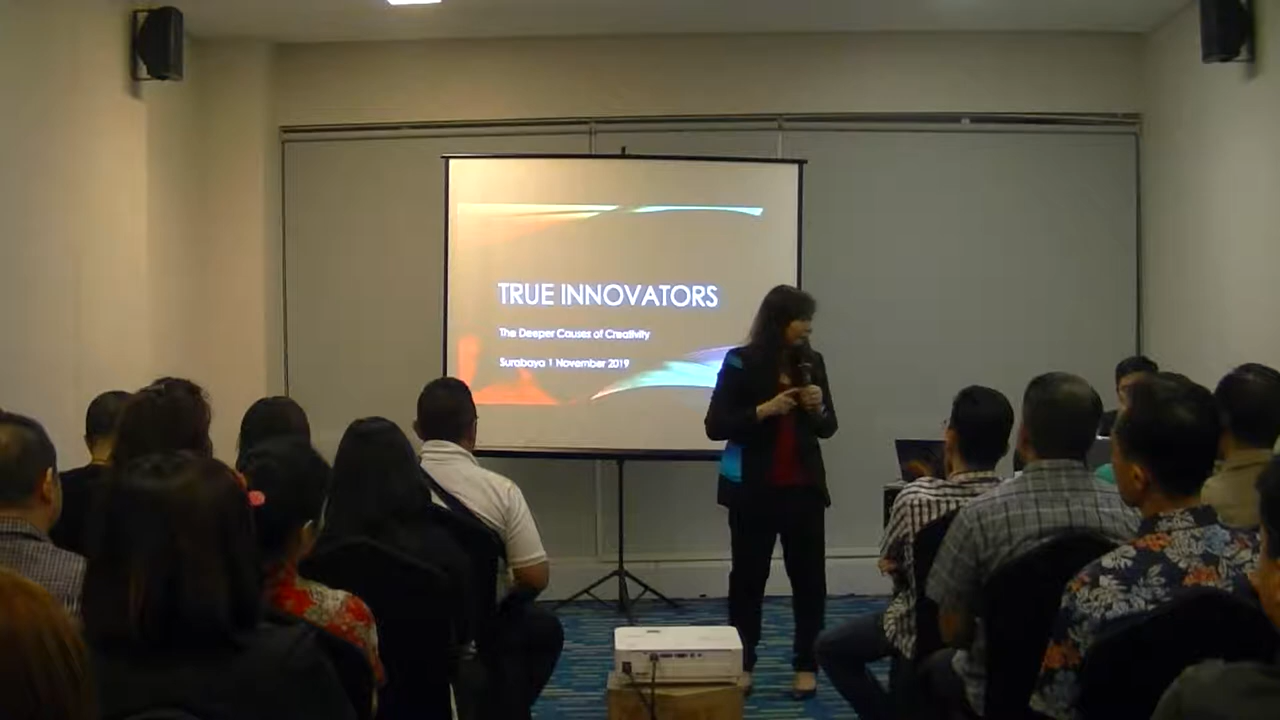 TRUE INNOVATORS
The Deeper Causes of Creativity
Surabaya 1 November 2019